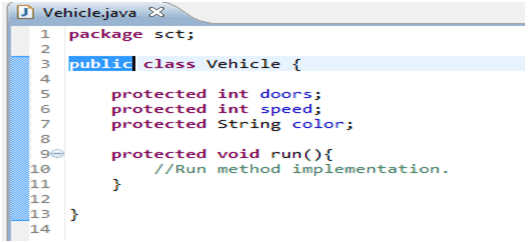 Vehicle.java
1 package sct;
2
3 public class Vehicle {
4
5 protected int doors;
6 protected int speed;
7 protected String color;
8
9 protected void run(){
10 //Run method implementation.
11 }
12
13 }
14